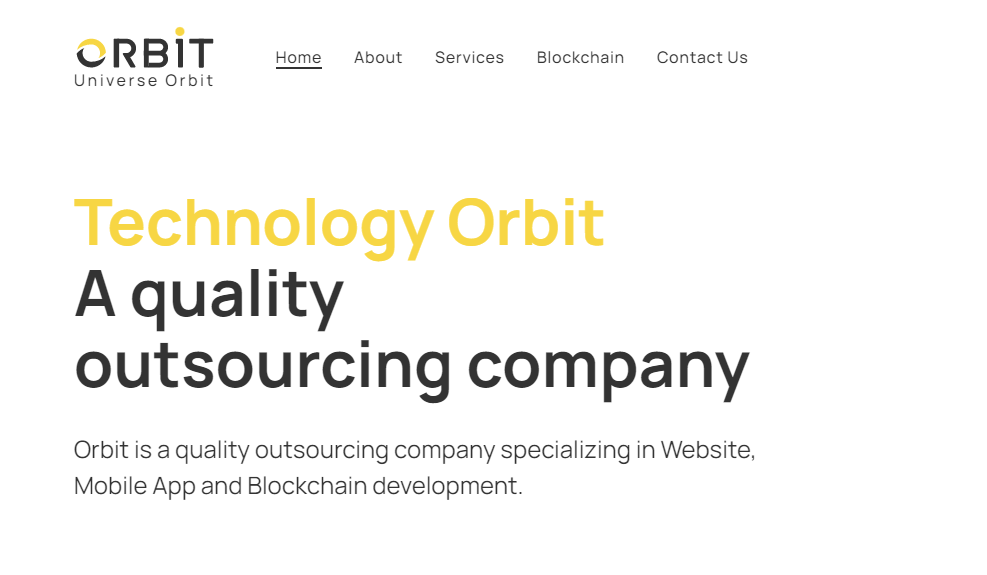 ORBiT
Universe Orbit
Home About Services Blockchain Contact Us
Technology Orbit
A quality
outsourcing company
Orbit is a quality outsourcing company specializing in Website,
Mobile App and Blockchain development.